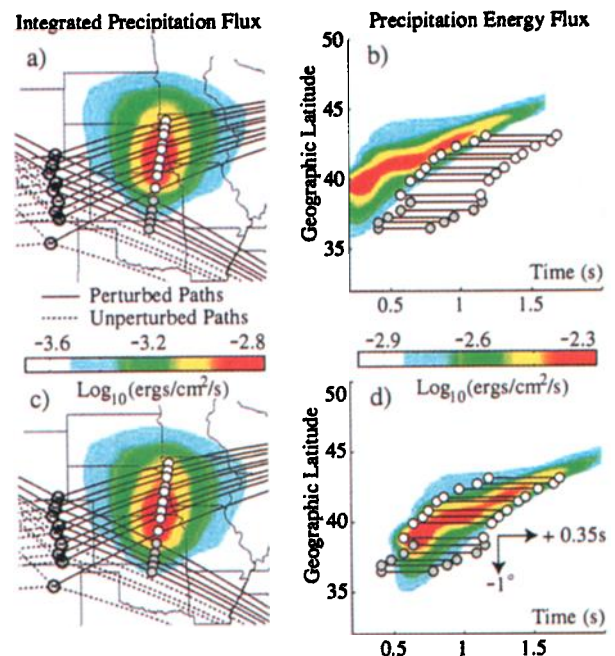 Integrated Precipitation Flux
Precipitation Energy Flux
a)
b)
50
45
40
35
Geographic Latitude
Time (s)
0.5 1 1.5
Perturbed Paths
Unperturbed Paths
-3.6 -3.2 -2.8
Log10(ergs/cm²/s)
-2.9 -2.6 -2.3
Log10(ergs/cm²/s)
c)
d)
50
45
40
35
Geographic Latitude
+ 0.35s
-1°
Time (s)
0.5 1 1.5